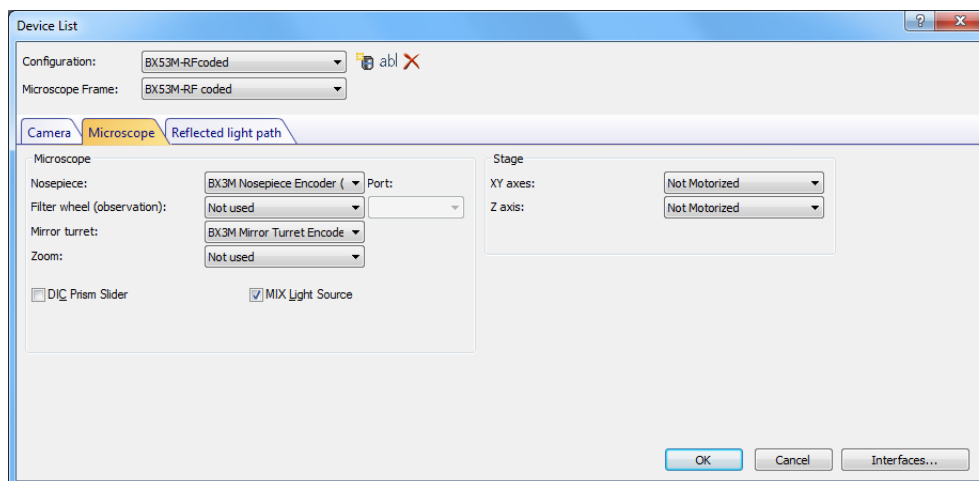 Device List
Configuration: BX53M-RFcoded abl
Microscope Frame: BX53M-RF coded
Camera Microscope Reflected light path
Microscope
Nosepiece: BX3M Nosepiece Encoder ( Port:
Filter wheel (observation): Not used
Mirror turret: BX3M Mirror Turret Encode
Zoom: Not used
DIC Prism Slider MIX Light Source
Stage
XY axes: Not Motorized
Z axis: Not Motorized
OK Cancel Interfaces...